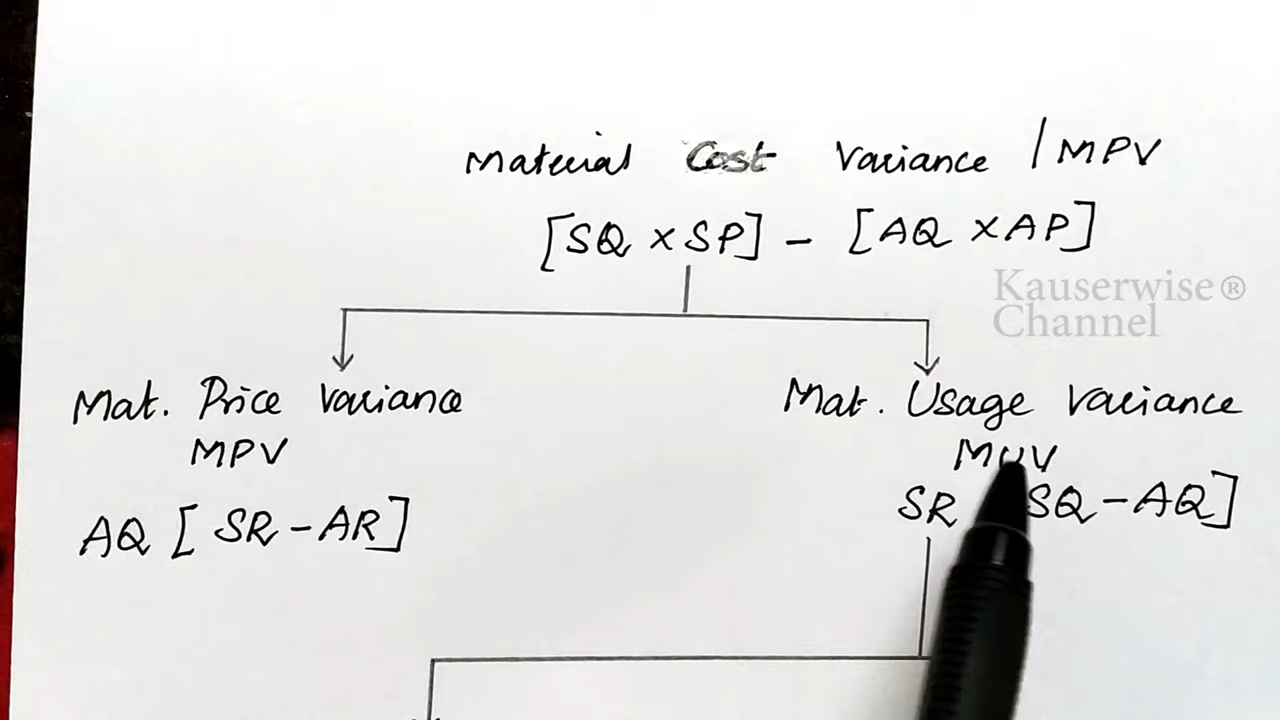 Material Cost Variance / MPV
[SQ × SP] - [AQ × AP]
Kauserwise®
Channel
Mat. Price Variance
Mat. Usage Variance
MPV
MUV
AQ [SR - AR]
SR SQ - AQ]